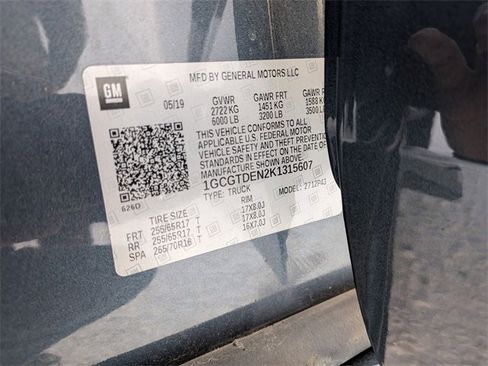 GM
MFD BY GENERAL MOTORS LLC
05/19
GVWR GAWR FRT GAWR RR
2722 KG 1451 KG 1588 KG
6000 LB 3200 LB 3500 LB
THIS VEHICLE CONFORMS TO ALL
APPLICABLE U.S. FEDERAL MOTOR
VEHICLE SAFETY AND THEFT PREVENTION
STANDARDS IN EFFECT ON THE DATE OF
MANUFACTURE SHOWN ABOVE.
1GCGTDEN2K1315607
626D
TYPE: TRUCK MODEL: 2712P43
TIRE SIZE RIM
FRT 255/65R17 T 17X8.0J
RR 255/65R17 T 17X8.0J
SPA 265/70R16 T 16X7.0J